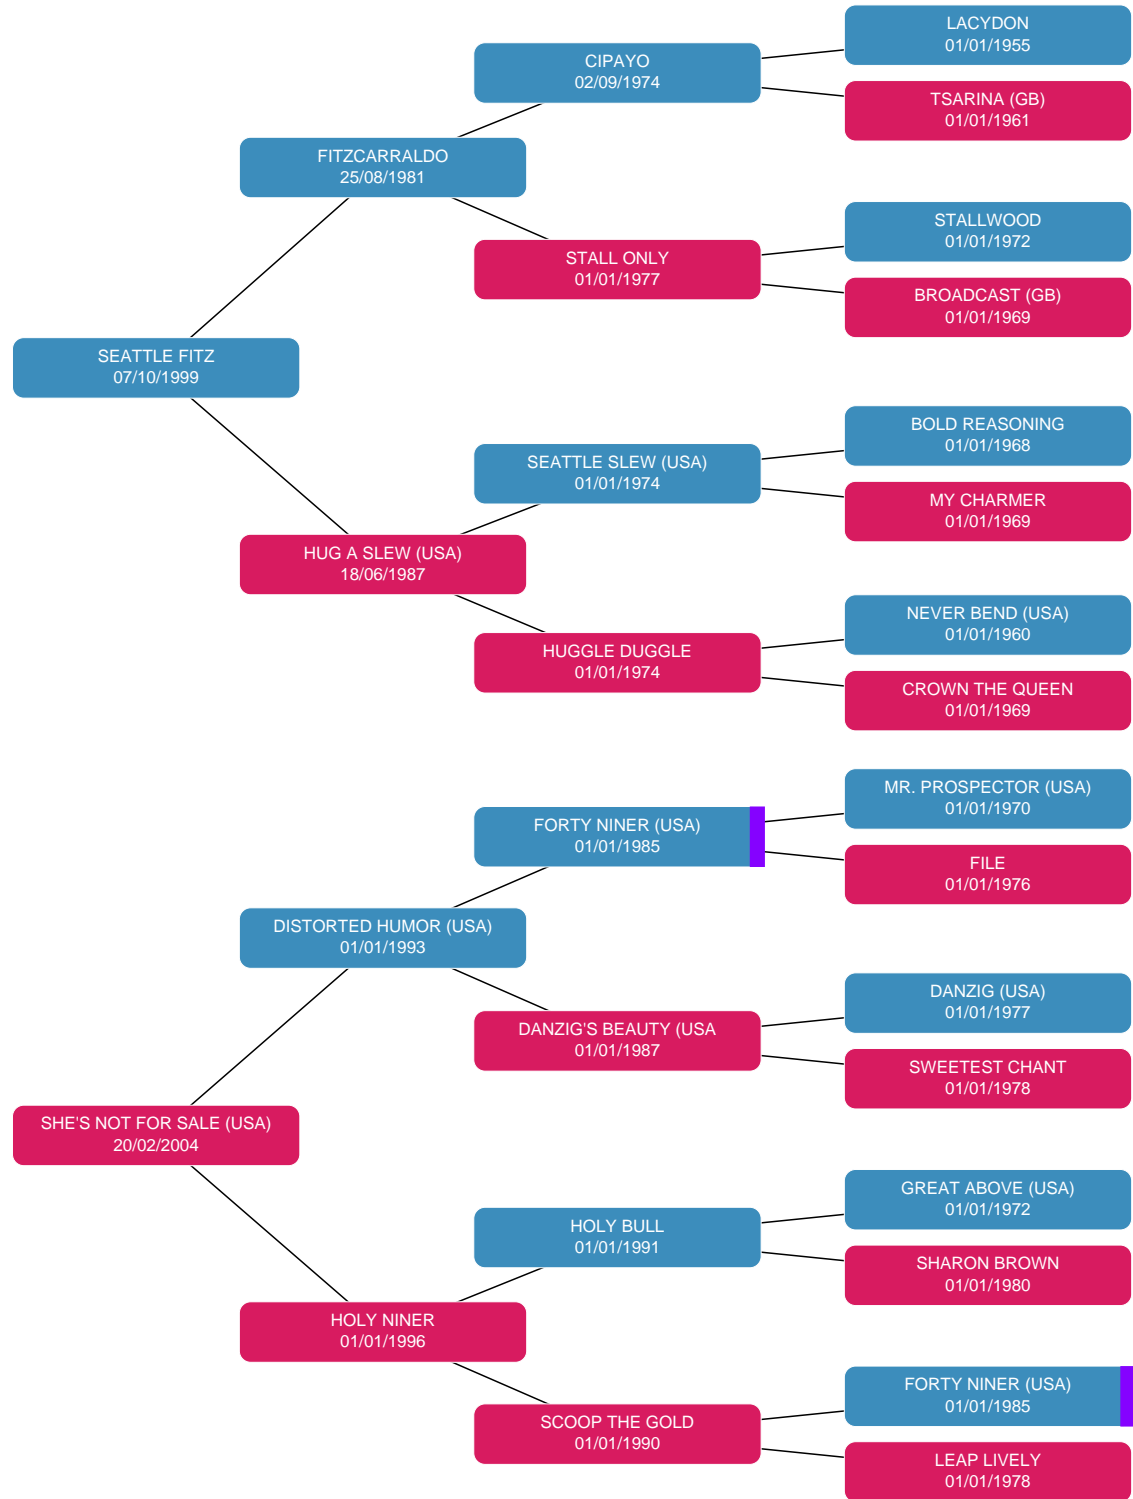 LACYDON
01/01/1955
CIPAYO
02/09/1974
TSARINA (GB)
01/01/1961
FITZCARRALDO
25/08/1981
STALLWOOD
01/01/1972
STALL ONLY
01/01/1977
BROADCAST (GB)
01/01/1969
SEATTLE FITZ
07/10/1999
BOLD REASONING
01/01/1968
SEATTLE SLEW (USA)
01/01/1974
MY CHARMER
01/01/1969
HUG A SLEW (USA)
18/06/1987
NEVER BEND (USA)
01/01/1960
HUGGLE DUGGLE
01/01/1974
CROWN THE QUEEN
01/01/1969
MR. PROSPECTOR (USA)
01/01/1970
FORTY NINER (USA)
01/01/1985
FILE
01/01/1976
DISTORTED HUMOR (USA)
01/01/1993
DANZIG (USA)
01/01/1977
DANZIG'S BEAUTY (USA
01/01/1987
SWEETEST CHANT
01/01/1978
SHE'S NOT FOR SALE (USA)
20/02/2004
GREAT ABOVE (USA)
01/01/1972
HOLY BULL
01/01/1991
SHARON BROWN
01/01/1980
HOLY NINER
01/01/1996
FORTY NINER (USA)
01/01/1985
SCOOP THE GOLD
01/01/1990
LEAP LIVELY
01/01/1978